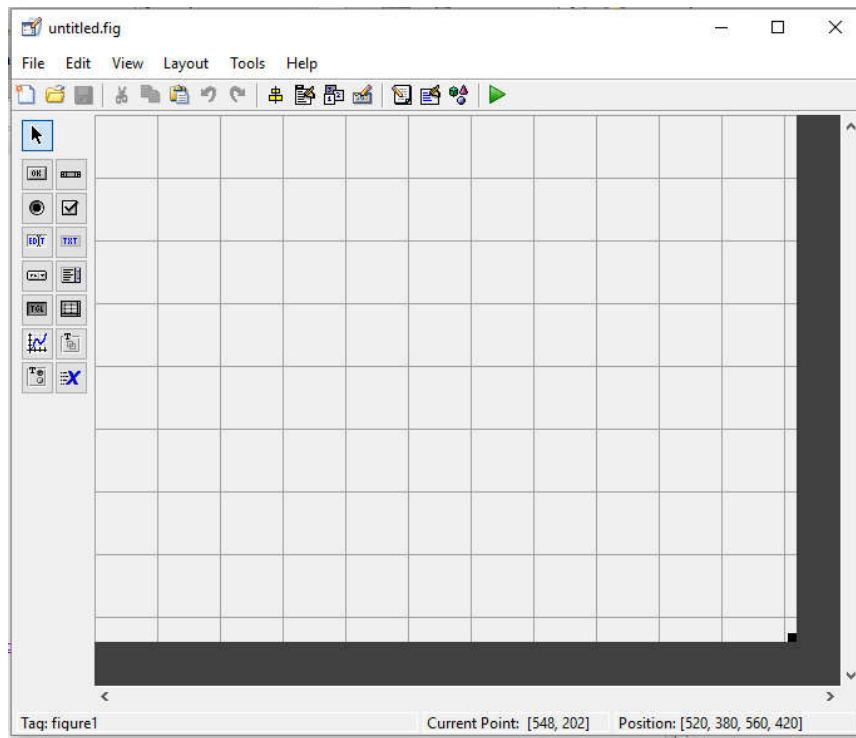 untitled.fig
File Edit View Layout Tools Help
OK
EDIT TXT
TGL
T
T
X
Tag: figure1 Current Point: [548, 202] Position: [520, 380, 560, 420]